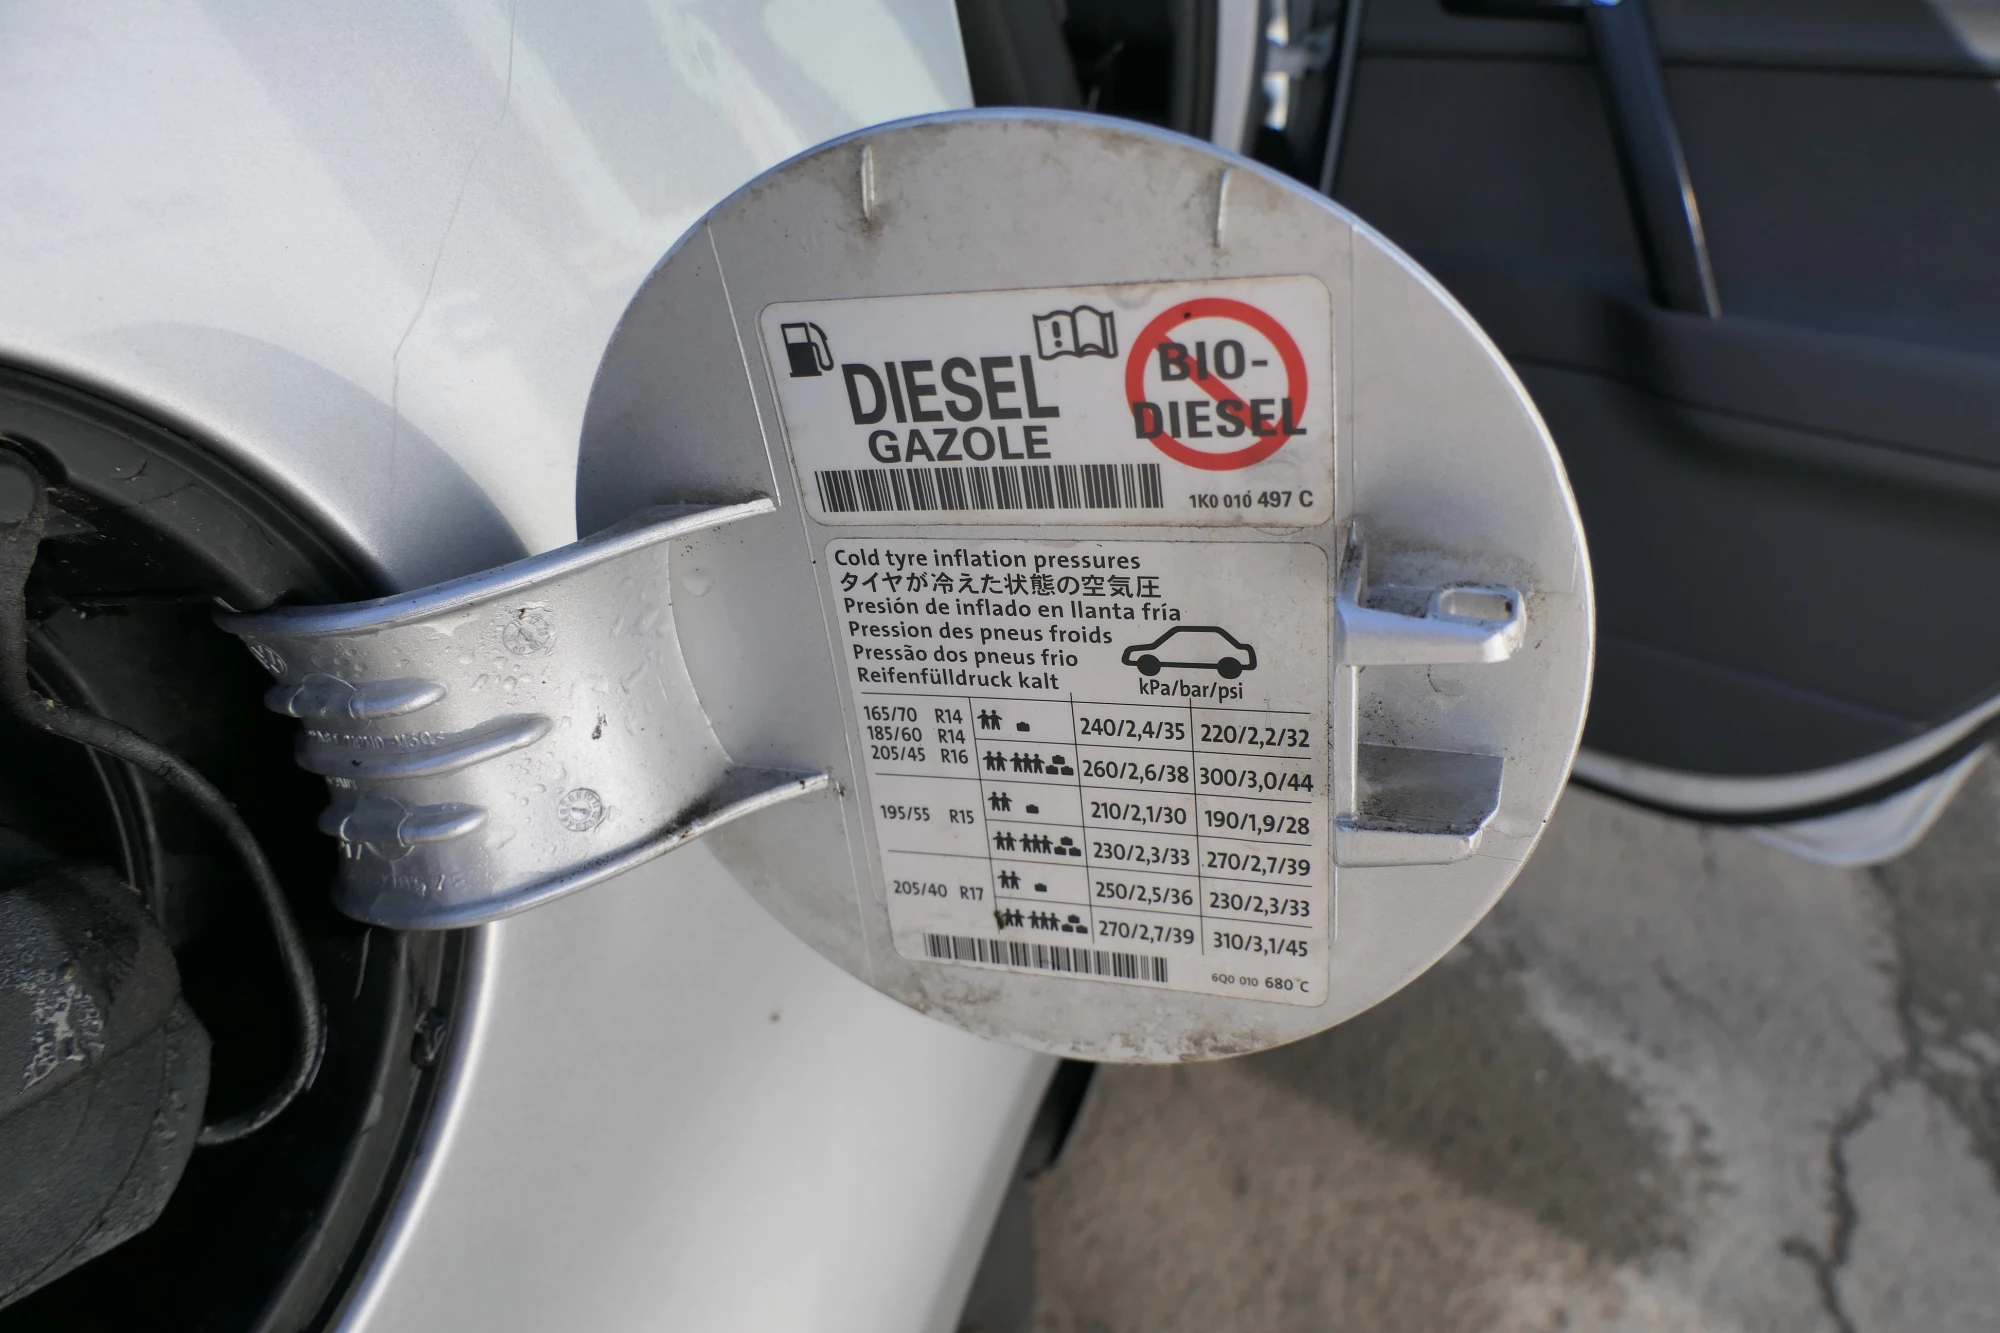 DIESEL
GAZOLE
BIO-
DIESEL
1K0 010 497 C
Cold tyre inflation pressures
タイヤが冷えた状態の空気圧
Presión de inflado en llanta fría
Pression des pneus froids
Pressão dos pneus frio
Reifenfülldruck kalt
kPa/bar/psi
165/70 R14
185/60 R14
205/45 R16
240/2,4/35 220/2,2/32
260/2,6/38 300/3,0/44
195/55 R15
210/2,1/30 190/1,9/28
230/2,3/33 270/2,7/39
205/40 R17
250/2,5/36 230/2,3/33
270/2,7/39 310/3,1/45
6Q0 010 680 C